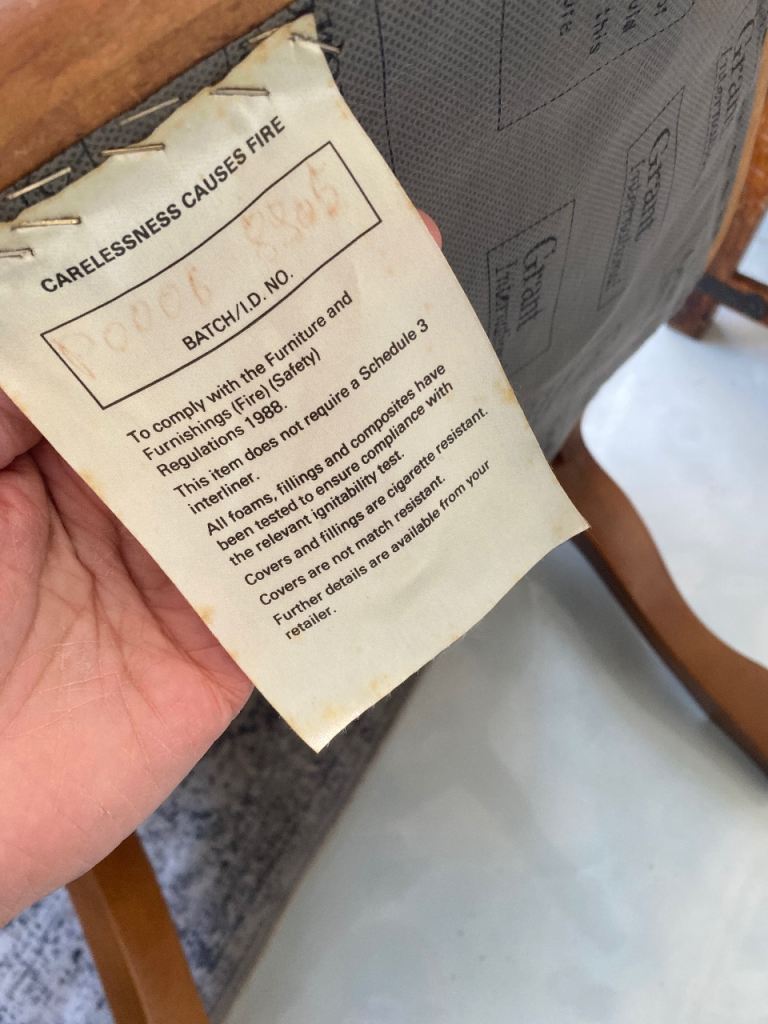 CARELESSNESS CAUSES FIRE
BATCH/I.D. NO.
To comply with the Furniture and
Furnishings (Fire) (Safety)
Regulations 1988.
This item does not require a Schedule 3
interliner.
All foams, fillings and composites have
been tested to ensure compliance with
the relevant ignitability test.
Covers and fillings are cigarette resistant.
Covers are not match resistant.
Further details are available from your
retailer.
this
Grant
International
Grant